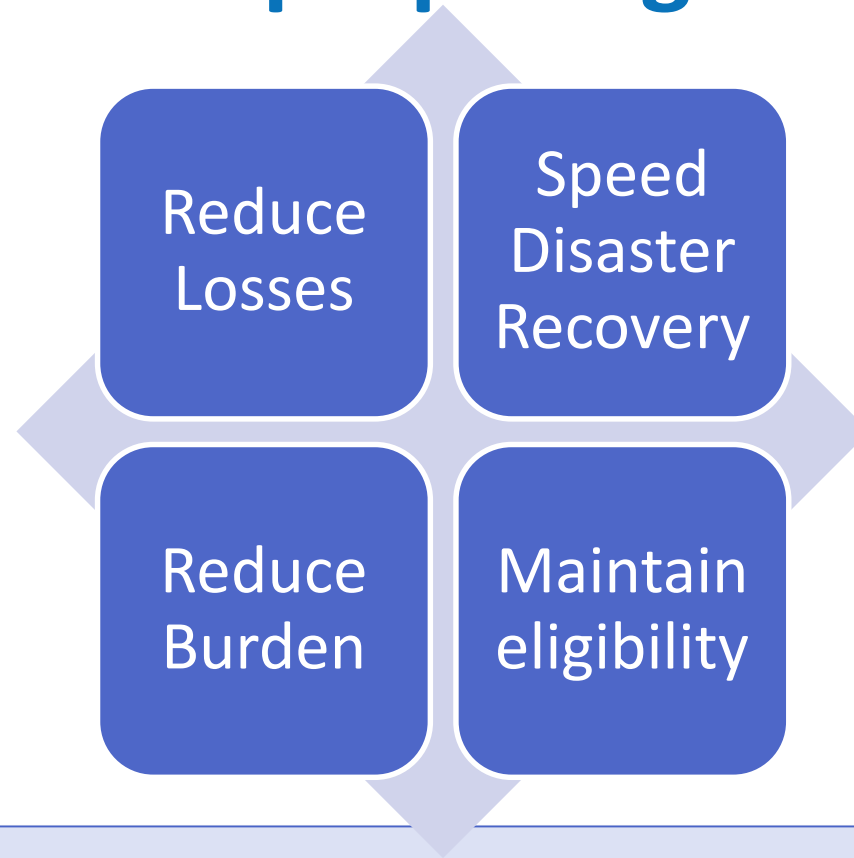 Reduce
Losses
Speed
Disaster
Recovery
Reduce
Burden
Maintain
eligibility